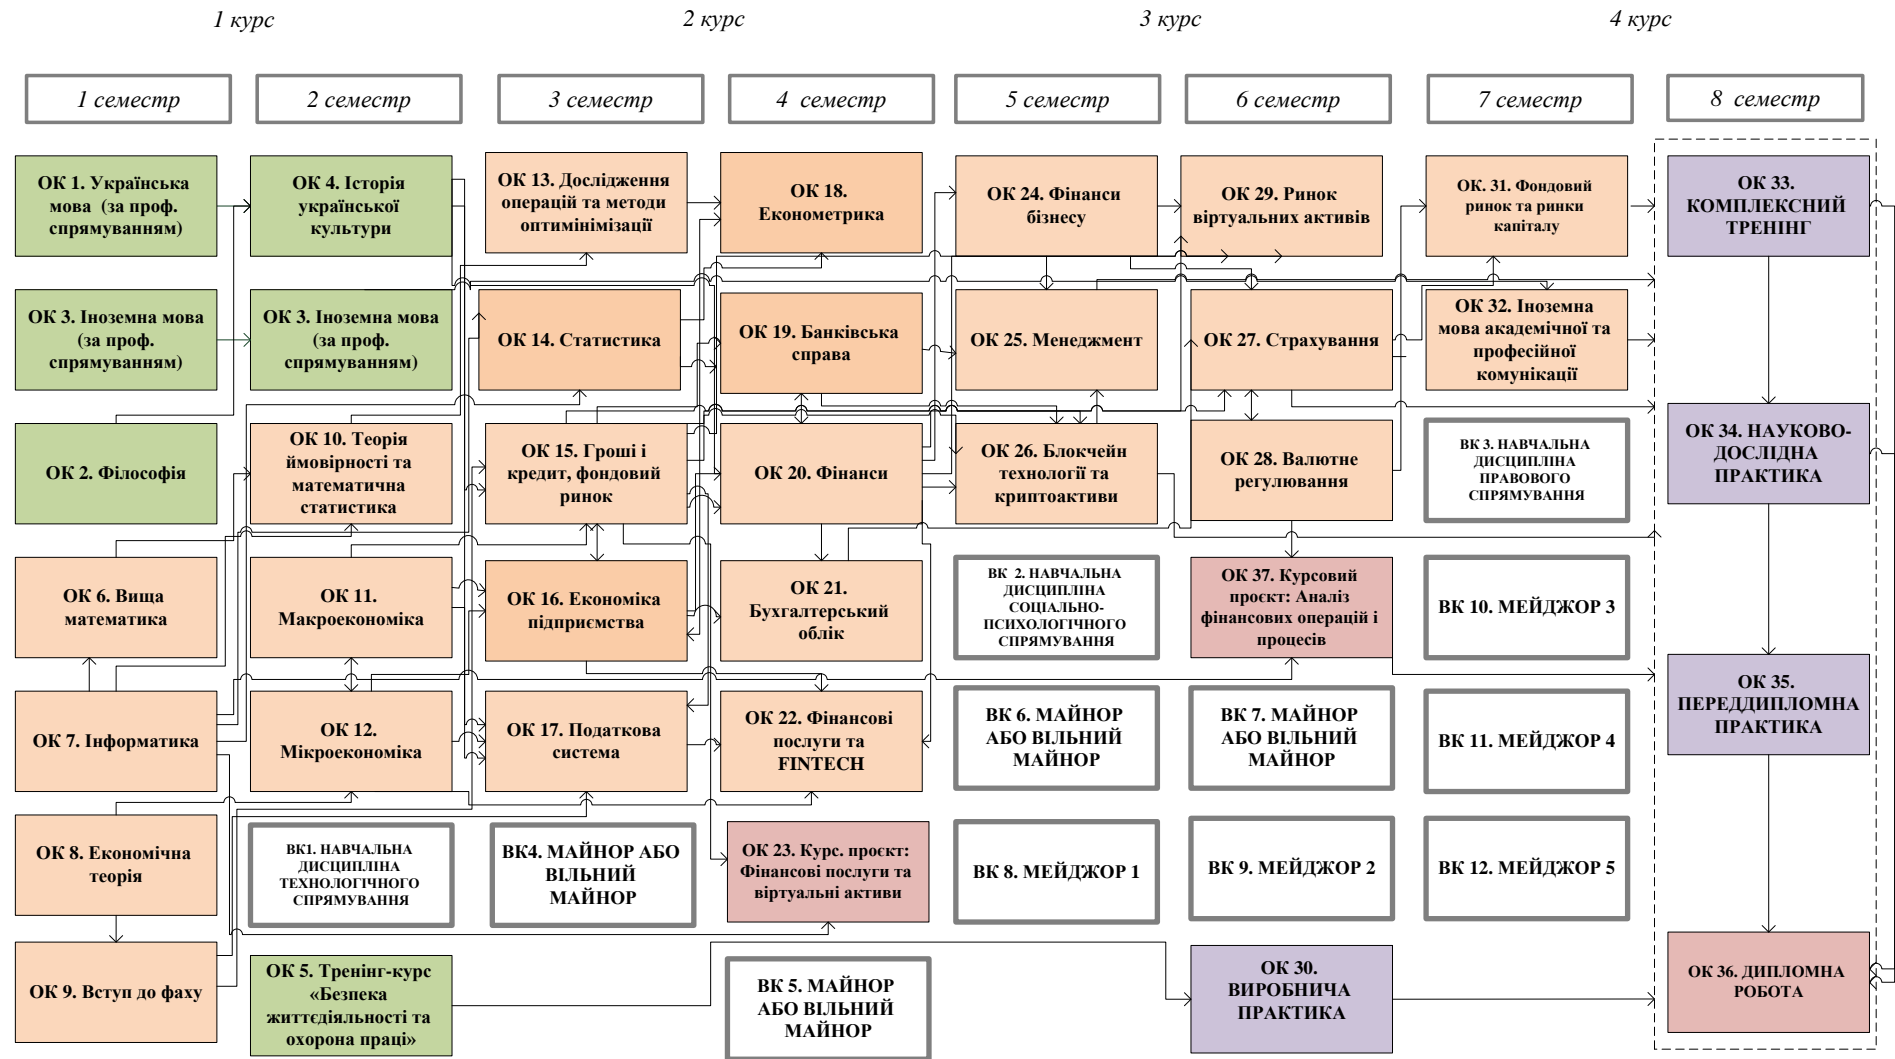 1 курс
2 курс
3 курс
4 курс
1 семестр
2 семестр
3 семестр
4 семестр
5 семестр
6 семестр
7 семестр
8 семестр
ОК 1. Українська
мова (за проф.
спрямуванням)
ОК 4. Історія
української
культури
ОК 13. Дослідження
операцій та методи
оптимінімізації
ОК 18.
Економетрика
ОК 24. Фінанси
бізнесу
ОК 29. Ринок
віртуальних активів
ОК. 31. Фондовий
ринок та ринки
капіталу
ОК 33.
КОМПЛЕКСНИЙ
ТРЕНІНГ
ОК 3. Іноземна мова
(за проф.
спрямуванням)
ОК 3. Іноземна мова
(за проф.
спрямуванням)
ОК 14. Статистика
ОК 19. Банківська
справа
ОК 25. Менеджмент
ОК 27. Страхування
ОК 32. Іноземна
мова академічної та
професійної
комунікації
ОК 2. Філософія
ОК 10. Теорія
ймовірності та
математична
статистика
ОК 15. Гроші і
кредит, фондовий
ринок
ОК 20. Фінанси
ОК 26. Блокчейн
технології та
криптоактиви
ОК 28. Валютне
регулювання
ВК 3. НАВЧАЛЬНА
ДИСЦИПЛІНА
ПРАВОВОГО
СПРЯМУВАННЯ
ОК 34. НАУКОВО-
ДОСЛІДНА
ПРАКТИКА
ОК 6. Вища
математика
ОК 11.
Макроекономіка
ОК 16. Економіка
підприємства
ОК 21.
Бухгалтерський
облік
ВК 2. НАВЧАЛЬНА
ДИСЦИПЛІНА
СОЦІАЛЬНО-
ПСИХОЛОГІЧНОГО
СПРЯМУВАННЯ
ОК 37. Курсовий
проєкт: Аналіз
фінансових операцій і
процесів
ВК 10. МЕЙДЖОР 3
ОК 35.
ПЕРЕДДИПЛОМНА
ПРАКТИКА
ОК 7. Інформатика
ОК 12.
Мікроекономіка
ОК 17. Податкова
система
ОК 22. Фінансові
послуги та
FINTECH
ВК 6. МАЙНОР
АБО ВІЛЬНИЙ
МАЙНОР
ВК 7. МАЙНОР
АБО ВІЛЬНИЙ
МАЙНОР
ВК 11. МЕЙДЖОР 4
ОК 8. Економічна
теорія
ВК1. НАВЧАЛЬНА
ДИСЦИПЛІНА
ТЕХНОЛОГІЧНОГО
СПРЯМУВАННЯ
ВК4. МАЙНОР АБО
ВІЛЬНИЙ
МАЙНОР
ОК 23. Курс. проєкт:
Фінансові послуги та
віртуальні активи
ВК 8. МЕЙДЖОР 1
ВК 9. МЕЙДЖОР 2
ВК 12. МЕЙДЖОР 5
ОК 9. Вступ до фаху
ОК 5. Тренінг-курс
«Безпека
життєдіяльності та
охорона праці»
ВК 5. МАЙНОР
АБО ВІЛЬНИЙ
МАЙНОР
ОК 30.
ВИРОБНИЧА
ПРАКТИКА
ОК 36. ДИПЛОМНА
РОБОТА